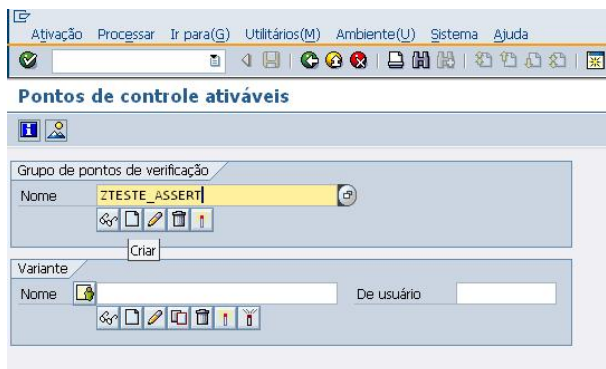 Ativação Processar Ir para(G) Utilitários(M) Ambiente(U) Sistema Ajuda
Pontos de controle ativáveis
Grupo de pontos de verificação
Nome ZTESTE_ASSERT
Criar
Variante
Nome De usuário